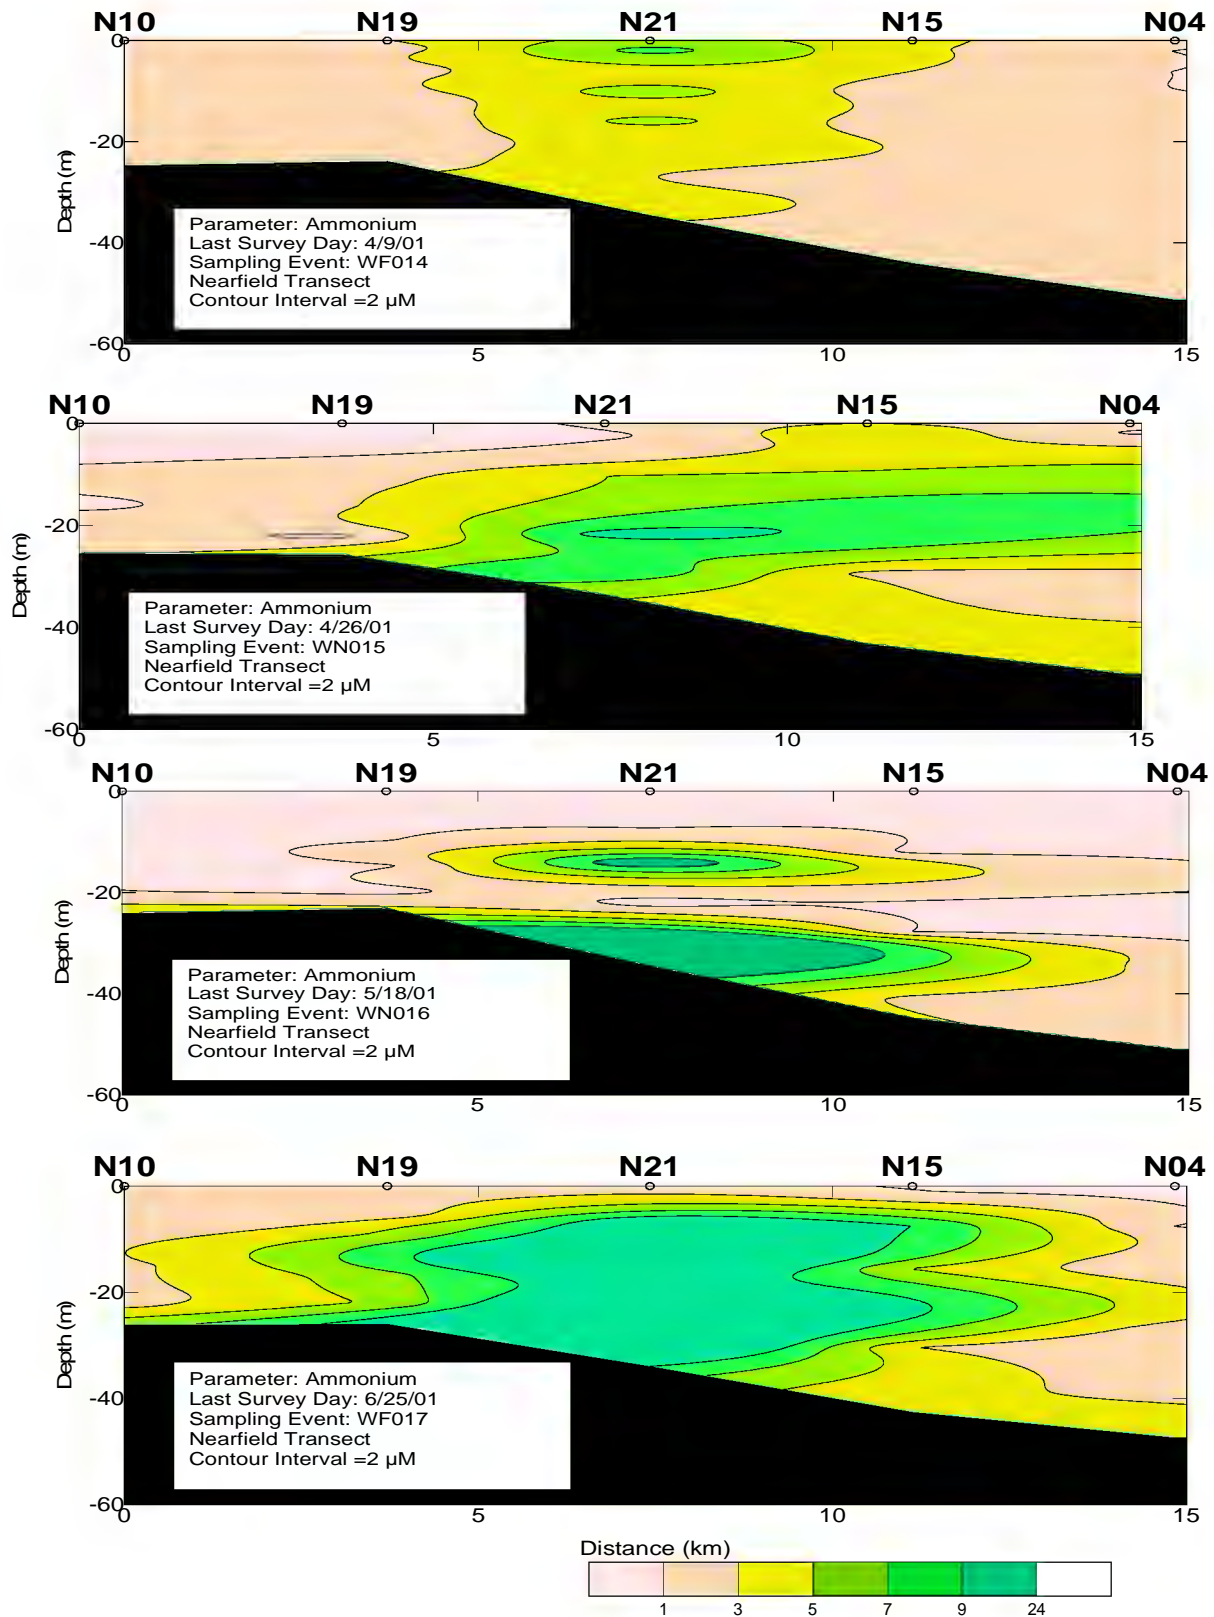 N10 N19 N21 N15 N04
0
-20
-40
-60
Depth (m)
Parameter: Ammonium
Last Survey Day: 4/9/01
Sampling Event: WF014
Nearfield Transect
Contour Interval =2 µM
0 5 10 15
N10 N19 N21 N15 N04
0
-20
-40
-60
Depth (m)
Parameter: Ammonium
Last Survey Day: 4/26/01
Sampling Event: WN015
Nearfield Transect
Contour Interval =2 µM
0 5 10 15
N10 N19 N21 N15 N04
0
-20
-40
-60
Depth (m)
Parameter: Ammonium
Last Survey Day: 5/18/01
Sampling Event: WN016
Nearfield Transect
Contour Interval =2 µM
0 5 10 15
N10 N19 N21 N15 N04
0
-20
-40
-60
Depth (m)
Parameter: Ammonium
Last Survey Day: 6/25/01
Sampling Event: WF017
Nearfield Transect
Contour Interval =2 µM
0 5 10 15
Distance (km)
1 3 5 7 9 24